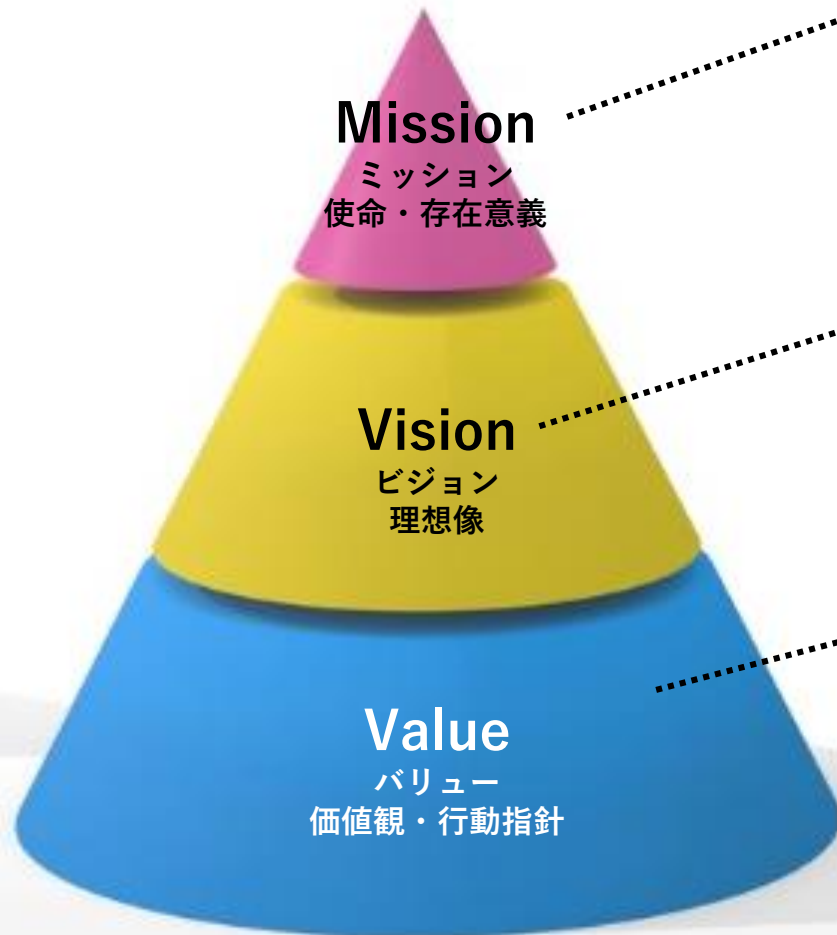 Mission
ミッション
使命・存在意義
Vision
ビジョン
理想像
Value
バリュー
価値観・行動指針